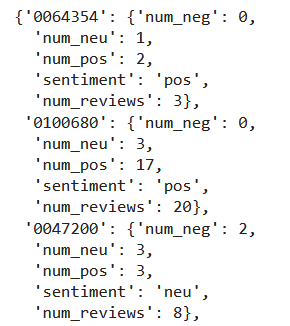 {'0064354': {'num_neg': 0,
'num_neu': 1,
'num_pos': 2,
'sentiment': 'pos',
'num_reviews': 3},
'0100680': {'num_neg': 0,
'num_neu': 3,
'num_pos': 17,
'sentiment': 'pos',
'num_reviews': 20},
'0047200': {'num_neg': 2,
'num_neu': 3,
'num_pos': 3,
'sentiment': 'neu',
'num_reviews': 8},